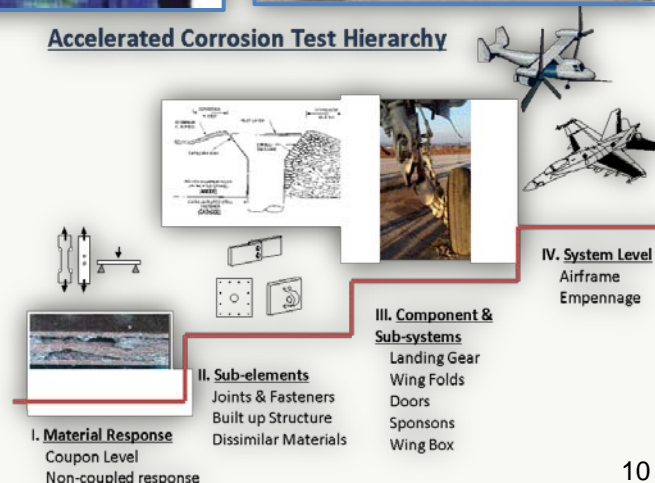 Accelerated Corrosion Test Hierarchy
IV. System Level
Airframe
Empennage
III. Component &
Sub-systems
Landing Gear
Wing Folds
Doors
Sponsons
Wing Box
II. Sub-elements
Joints & Fasteners
Built up Structure
Dissimilar Materials
I. Material Response
Coupon Level
Non-coupled response
10